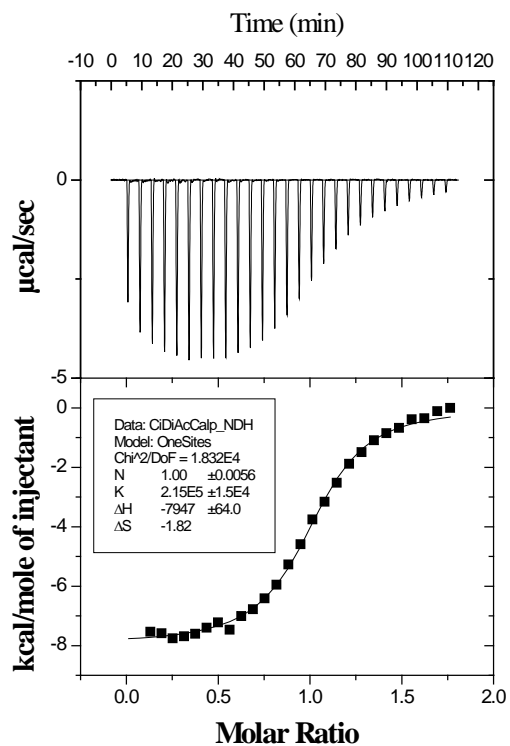 Time (min)
-10 0 10 20 30 40 50 60 70 80 90 100 110 120
0
-5
µcal/sec
0
-2
-4
-6
-8
kcal/mole of injectant
Data: CiDiAcCalp_NDH
Model: OneSites
Chi^2/DoF = 1.832E4
N 1.00 ±0.0056
K 2.15E5 ±1.5E4
ΔH -7947 ±64.0
ΔS -1.82
0.0 0.5 1.0 1.5 2.0
Molar Ratio